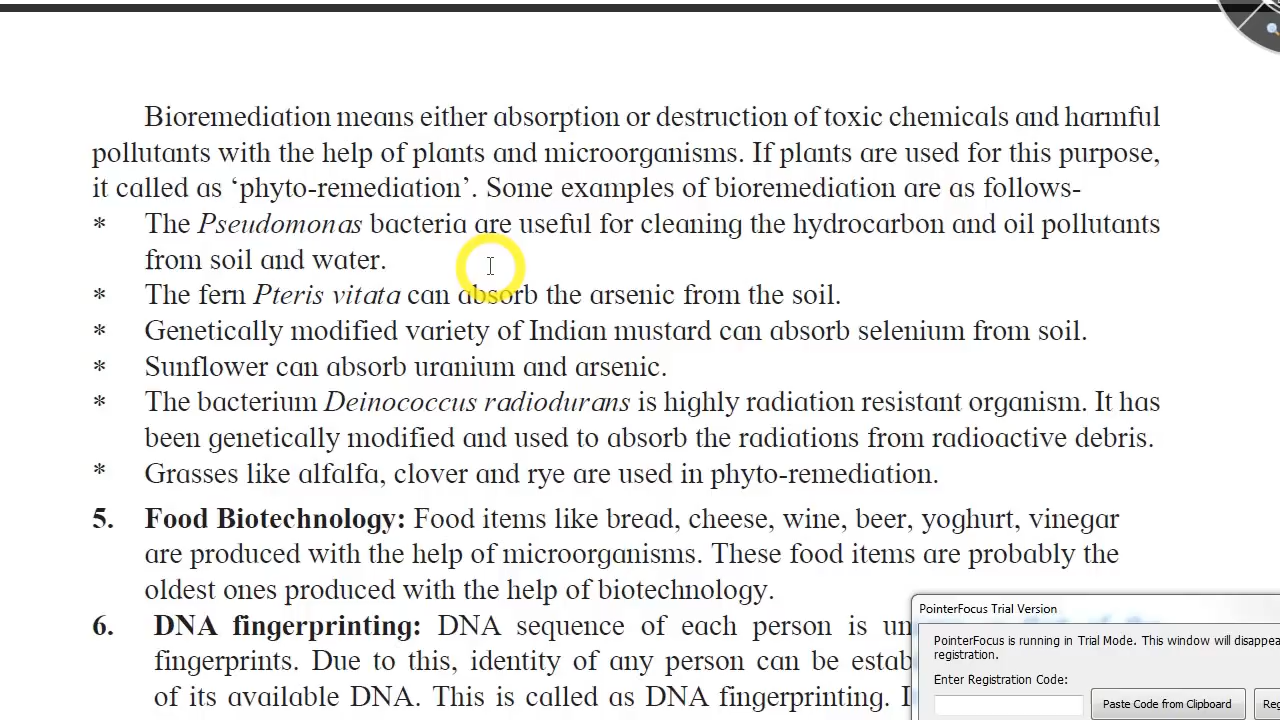 Bioremediation means either absorption or destruction of toxic chemicals and harmful
pollutants with the help of plants and microorganisms. If plants are used for this purpose,
it called as ‘phyto-remediation’. Some examples of bioremediation are as follows-
* The Pseudomonas bacteria are useful for cleaning the hydrocarbon and oil pollutants
from soil and water.
* The fern Pteris vitata can absorb the arsenic from the soil.
* Genetically modified variety of Indian mustard can absorb selenium from soil.
* Sunflower can absorb uranium and arsenic.
* The bacterium Deinococcus radiodurans is highly radiation resistant organism. It has
been genetically modified and used to absorb the radiations from radioactive debris.
* Grasses like alfalfa, clover and rye are used in phyto-remediation.
5. Food Biotechnology: Food items like bread, cheese, wine, beer, yoghurt, vinegar
are produced with the help of microorganisms. These food items are probably the
oldest ones produced with the help of biotechnology.
6. DNA fingerprinting: DNA sequence of each person is
fingerprints. Due to this, identity of any person can be
of its available DNA. This is called as DNA fingerprinting.
PointerFocus Trial Version
PointerFocus is running in Trial Mode. This window will
registration.
Enter Registration Code:
Paste Code from Clipboard